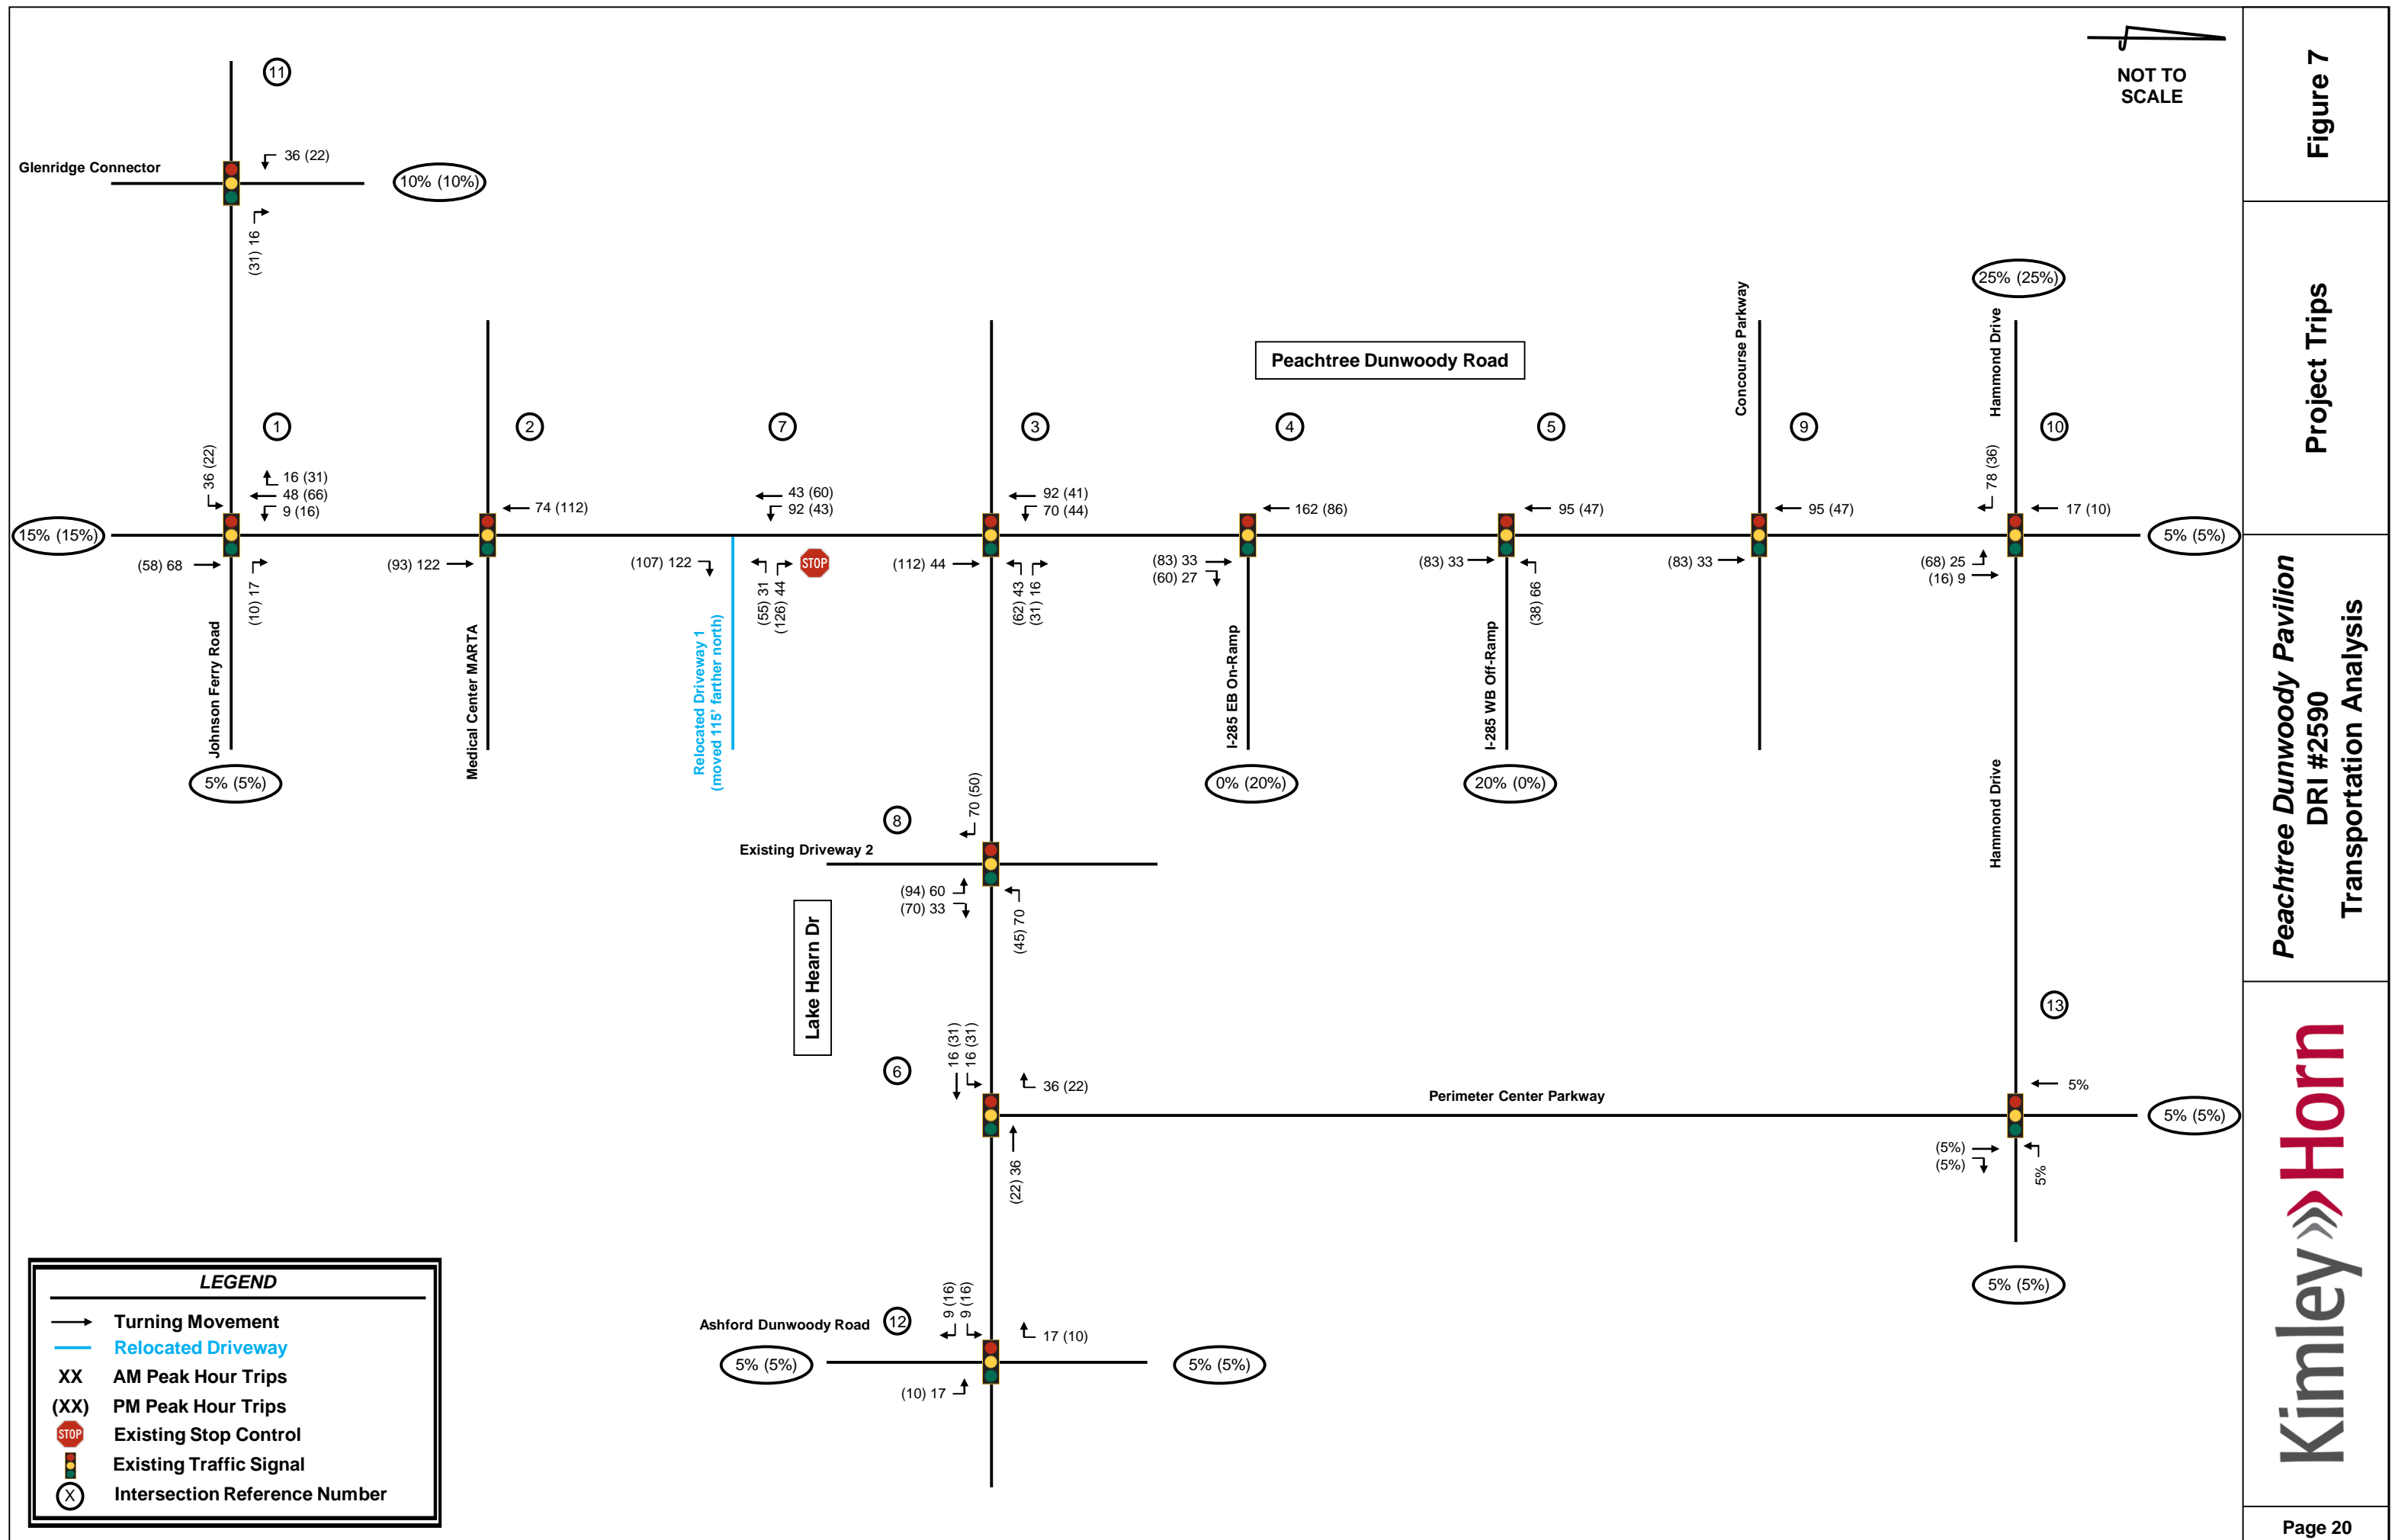 NOT TO
SCALE
11
Glenridge Connector
36 (22)
10% (10%)
(31) 16
25% (25%)
Peachtree Dunwoody Road
Concourse Parkway
Hammond Drive
1
2
7
3
4
5
9
10
36 (22)
16 (31)
48 (66)
9 (16)
74 (112)
43 (60)
92 (43)
92 (41)
70 (44)
162 (86)
95 (47)
95 (47)
78 (36)
17 (10)
15% (15%)
5% (5%)
(58) 68
(10) 17
(93) 122
(107) 122
(55) 31
(126) 44
STOP
(112) 44
(62) 43
(31) 16
(83) 33
(60) 27
(83) 33
(38) 66
(83) 33
(68) 25
(16) 9
Johnson Ferry Road
Medical Center MARTA
Relocated Driveway 1
(moved 115' farther north)
I-285 EB On-Ramp
I-285 WB Off-Ramp
5% (5%)
0% (20%)
20% (0%)
70 (50)
8
Existing Driveway 2
Hammond Drive
(94) 60
(70) 33
(45) 70
Lake Hearn Dr
13
16 (31)
16 (31)
6
36 (22)
Perimeter Center Parkway
5%
5% (5%)
(22) 36
(5%)
(5%)
5%
5% (5%)
9 (16)
9 (16)
Ashford Dunwoody Road
12
17 (10)
5% (5%)
5% (5%)
(10) 17
LEGEND
Turning Movement
Relocated Driveway
XX AM Peak Hour Trips
(XX) PM Peak Hour Trips
STOP Existing Stop Control
Existing Traffic Signal
X Intersection Reference Number
Figure 7
Project Trips
Peachtree Dunwoody Pavilion
DRI #2590
Transportation Analysis
Kimley»Horn
Page 20